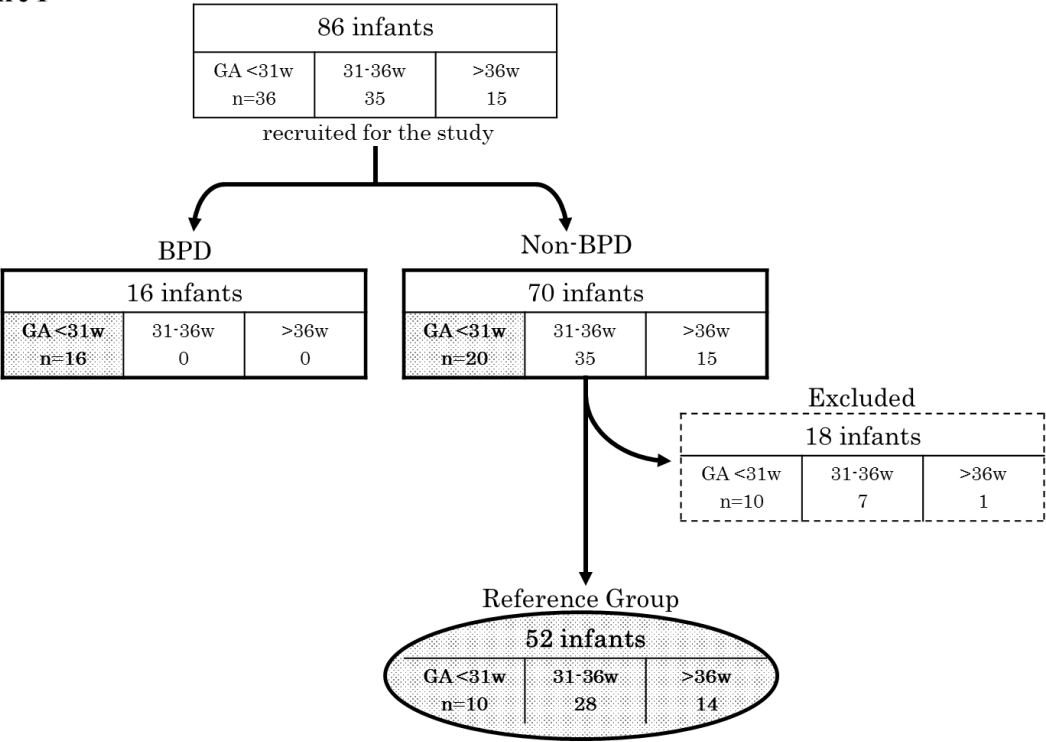 86 infants
GA <31w 31-36w >36w
n=36 35 15
recruited for the study
BPD
16 infants
GA <31w 31-36w >36w
n=16 0 0
Non-BPD
70 infants
GA <31w 31-36w >36w
n=20 35 15
Excluded
18 infants
GA <31w 31-36w >36w
n=10 7 1
Reference Group
52 infants
GA <31w 31-36w >36w
n=10 28 14